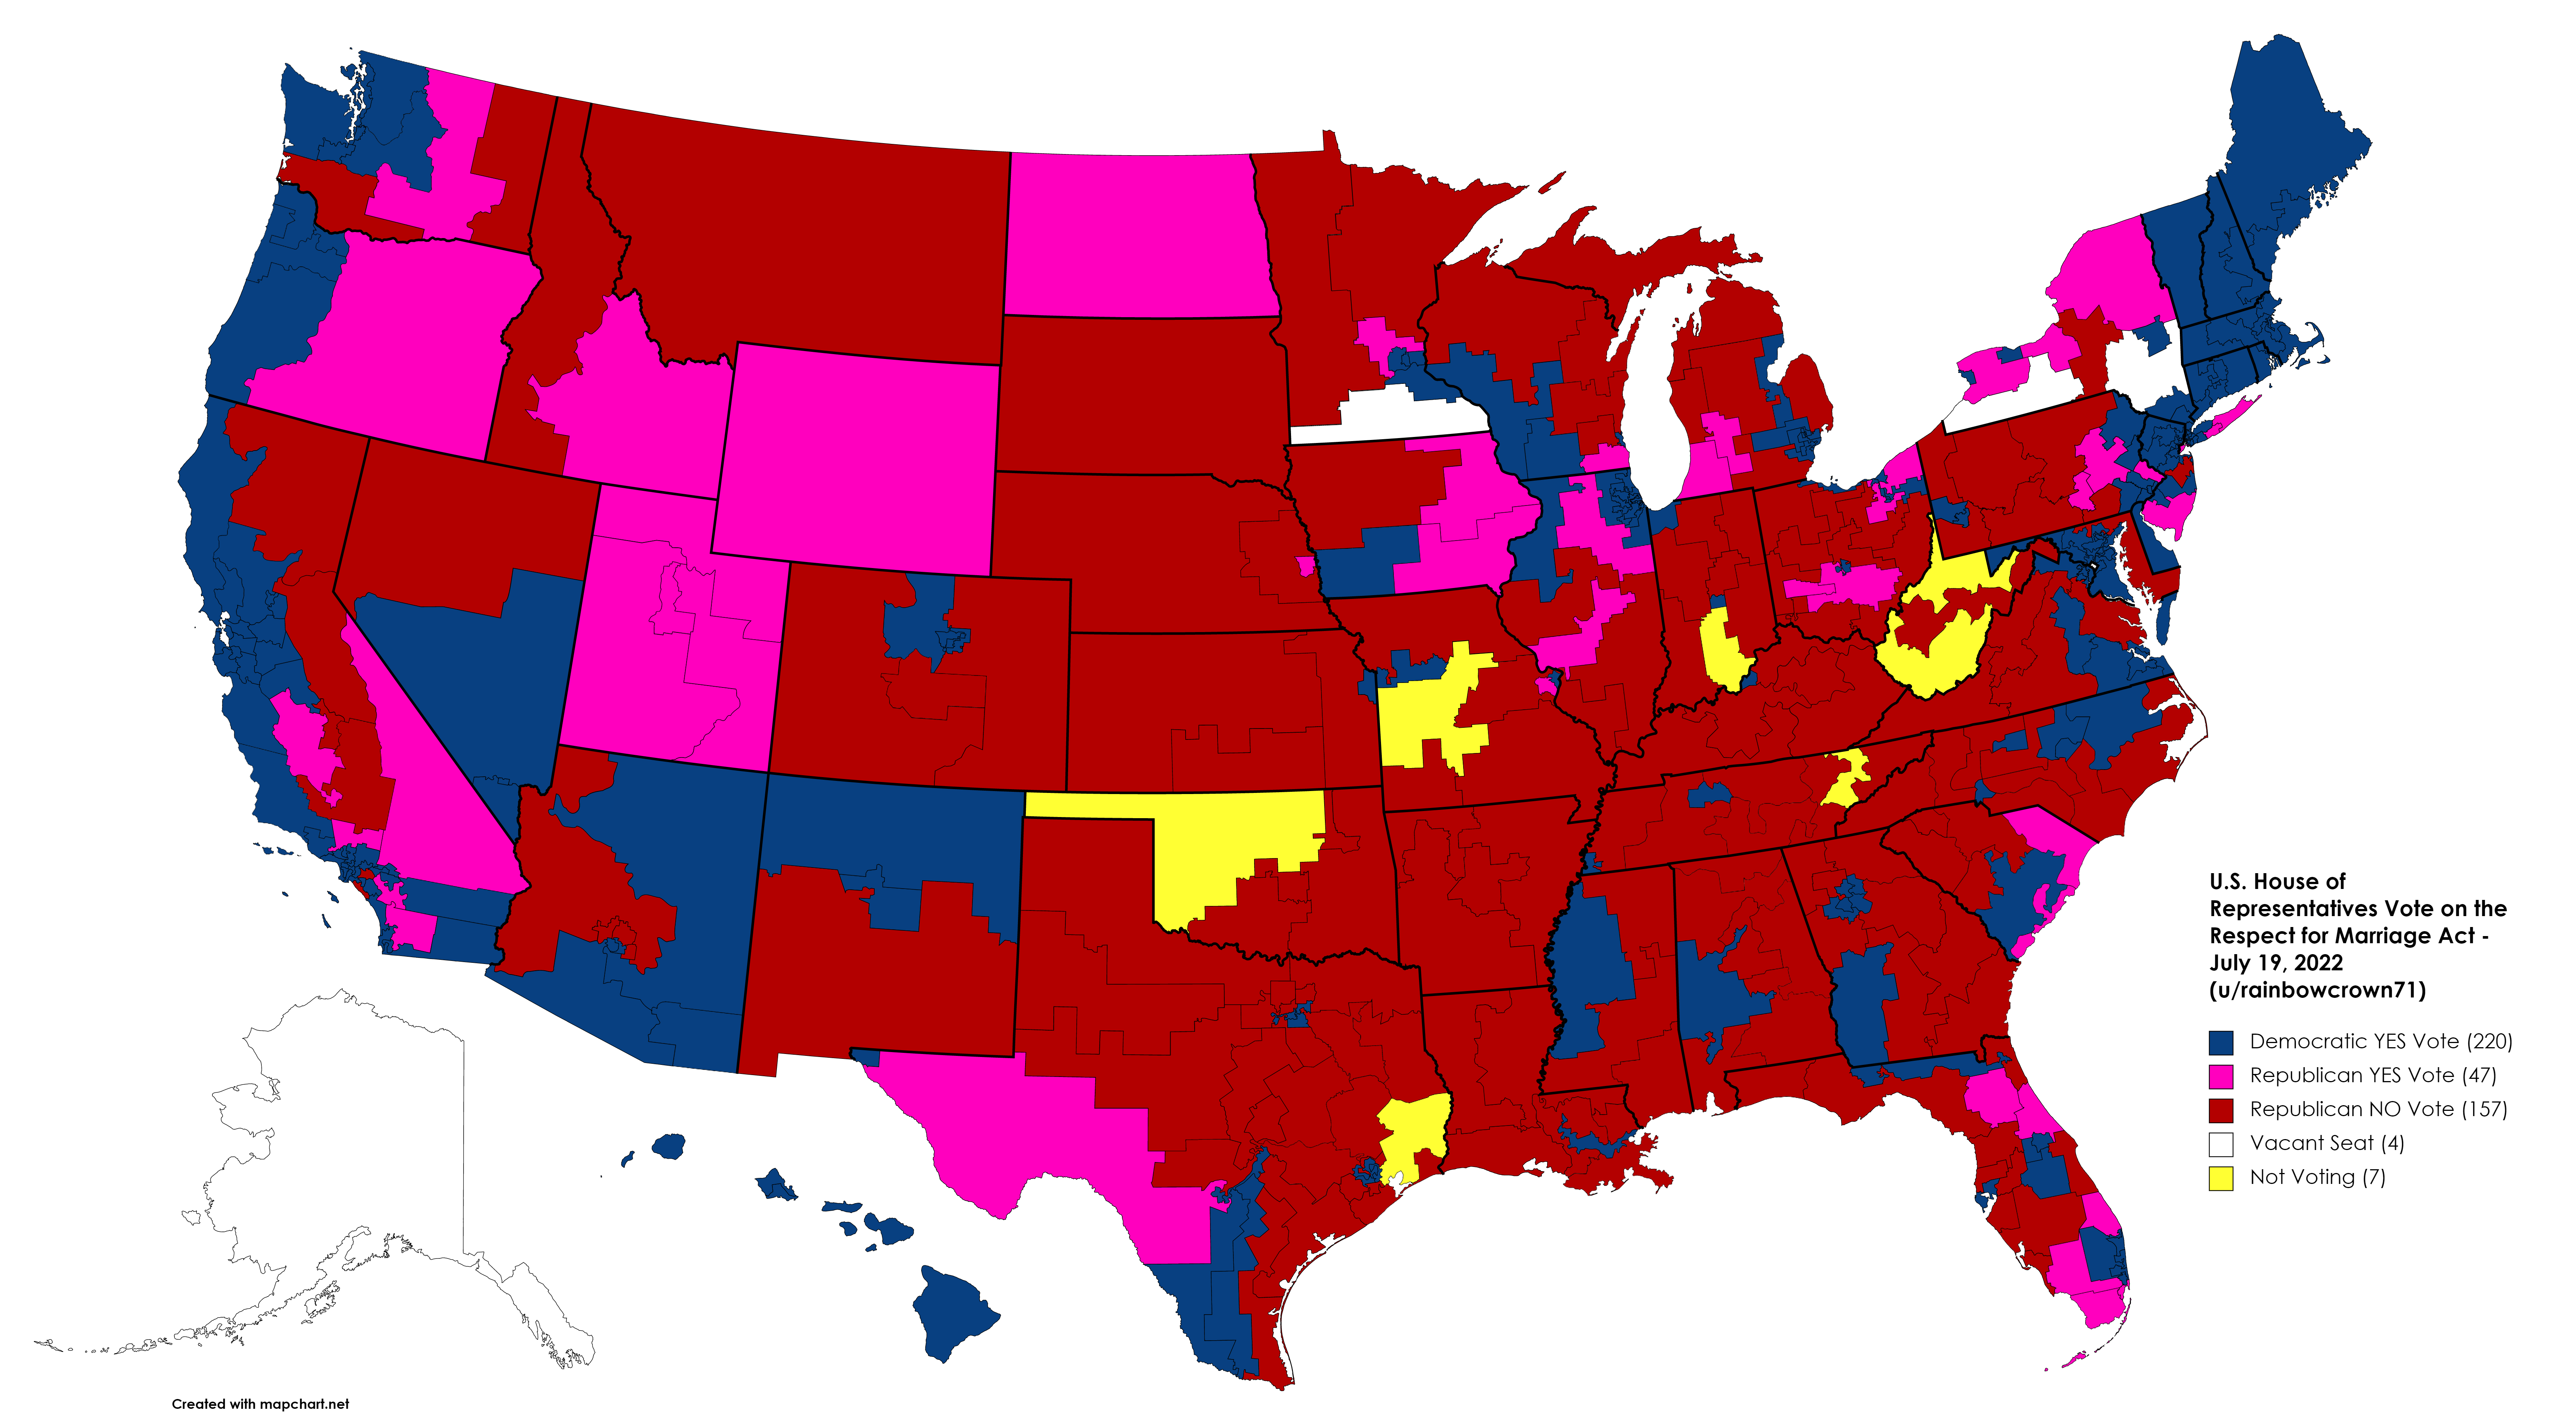 U.S. House of
Representatives Vote on the
Respect for Marriage Act -
July 19, 2022
(u/rainbowcrown71)
Democratic YES Vote (220)
Republican YES Vote (47)
Republican NO Vote (157)
Vacant Seat (4)
Not Voting (7)
Created with mapchart.net